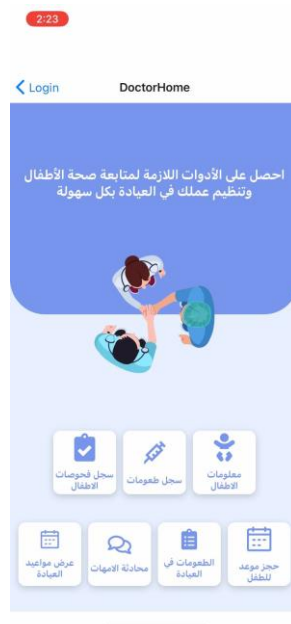 2:23
Login
DoctorHome
احصل على الأدوات اللازمة لمتابعة صحة الأطفال
وتنظيم عملك في العيادة بكل سهولة
معلومات
الاطفال
سجل طعومات
سجل فحوصات
الاطفال
حجز موعد
للطفل
الطعومات في
العيادة
محادثة الامهات
عرض مواعيد
العيادة